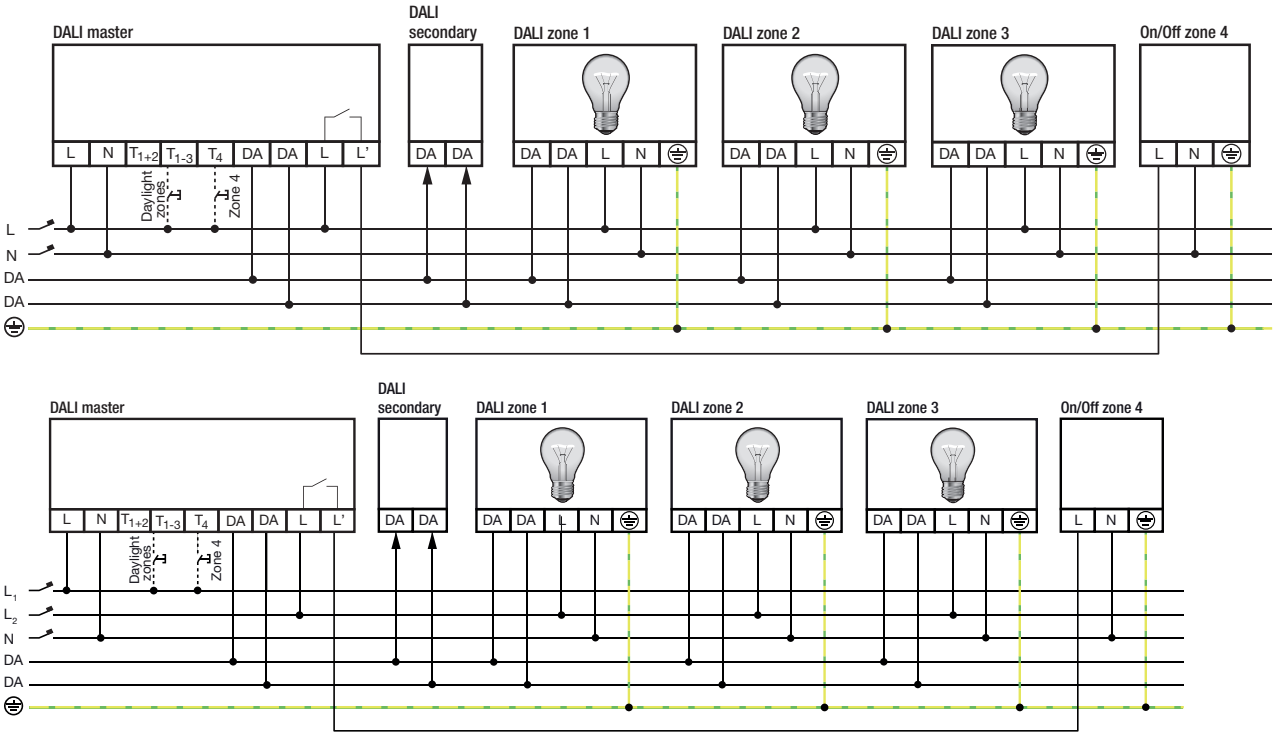 DALI master
DALI secondary
DALI zone 1
DALI zone 2
DALI zone 3
On/Off zone 4
L N T1+2 T1-3 T4 DA DA L L'
DA DA
DA DA L N
DA DA L N
DA DA L N
L N
Daylight zones
Zone 4
L
N
DA
DA
DALI master
DALI secondary
DALI zone 1
DALI zone 2
DALI zone 3
On/Off zone 4
L N T1+2 T1-3 T4 DA DA L L'
DA DA
DA DA L N
DA DA L N
DA DA L N
L N
Daylight zones
Zone 4
L1
L2
N
DA
DA